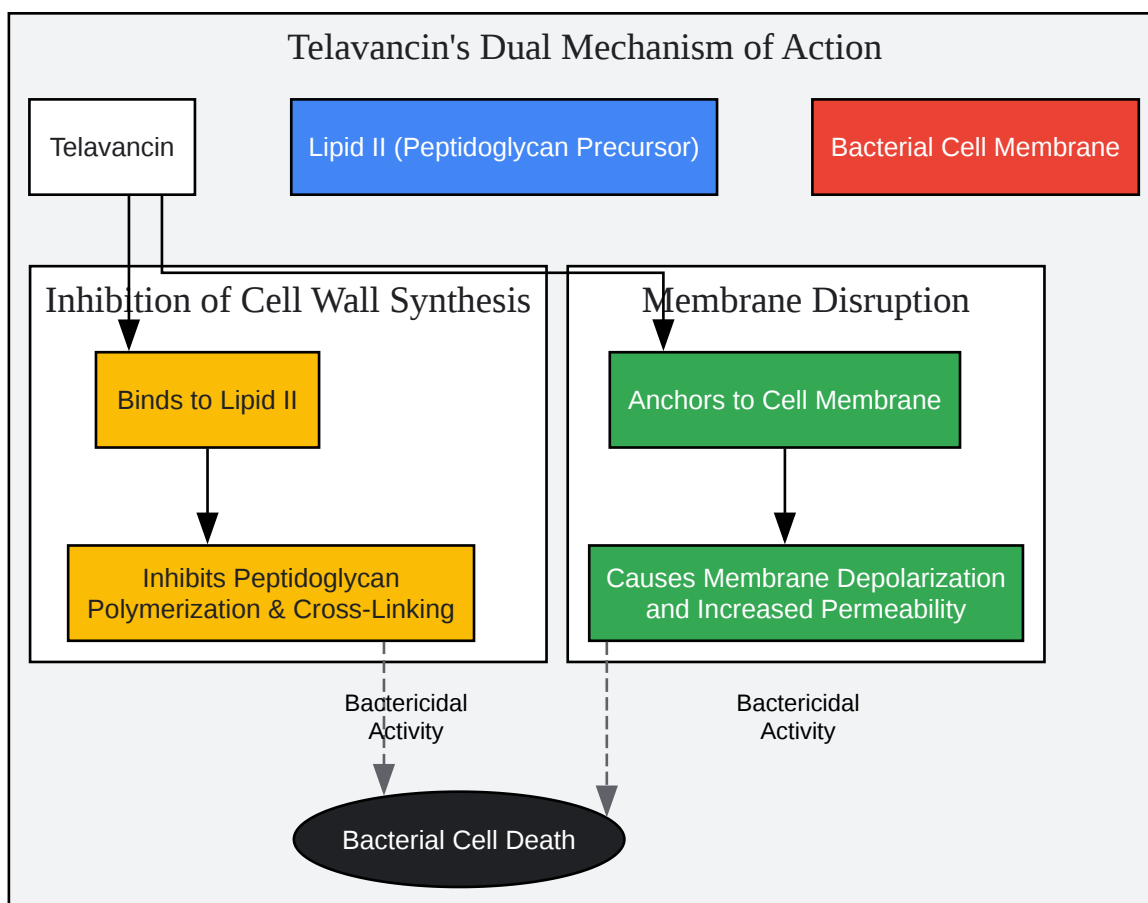 Telavancin's Dual Mechanism of Action
Telavancin
Lipid II (Peptidoglycan Precursor)
Bacterial Cell Membrane
Inhibition of Cell Wall Synthesis
Membrane Disruption
Binds to Lipid II
Anchors to Cell Membrane
Inhibits Peptidoglycan
Polymerization & Cross-Linking
Causes Membrane Depolarization
and Increased Permeability
Bactericidal
Activity
Bactericidal
Activity
Bacterial Cell Death